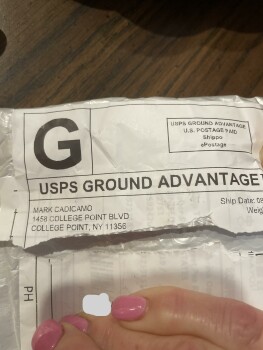 G
USPS GROUND ADVANTAGE
U.S. POSTAGE PAID
Shippo
ePostage
USPS GROUND ADVANTAGE
MARK CADICAMO
1458 COLLEGE POINT BLVD
COLLEGE POINT, NY 11356
Ship Date:
PH